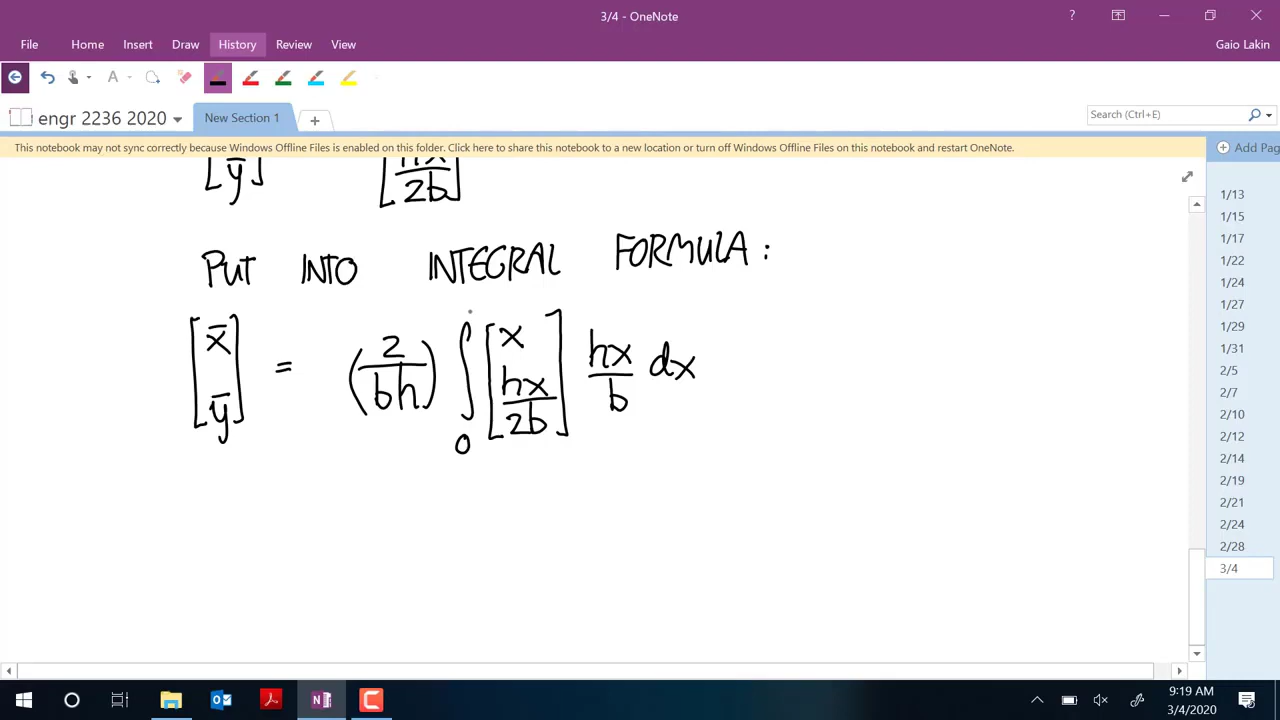 3/4 - OneNote
File Home Insert Draw History Review View Gaio Lakin
engr 2236 2020 New Section 1 Search (Ctrl+E)
This notebook may not sync correctly because Windows Offline Files is enabled on this folder. Click here to share this notebook to a new location or turn off Windows Offline Files on this notebook and restart OneNote.
Add Pag
[ȳ] [hx/2b]
PUT INTO INTEGRAL FORMULA:
[x̄ ȳ] = (2/bh) ∫0 [x hx/2b] hx/b dx
1/13
1/15
1/17
1/22
1/24
1/27
1/29
1/31
2/5
2/7
2/10
2/12
2/14
2/19
2/21
2/24
2/28
3/4
9:19 AM
3/4/2020